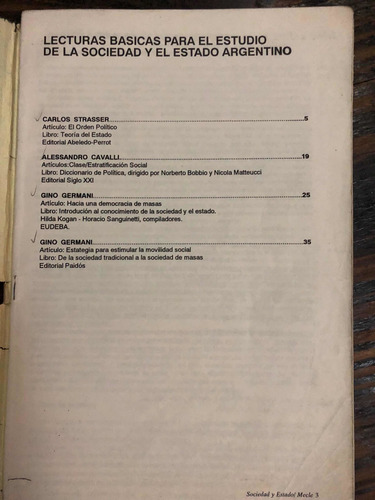 LECTURAS BASICAS PARA EL ESTUDIO
DE LA SOCIEDAD Y EL ESTADO ARGENTINO
CARLOS STRASSER...5
Artículo: El Orden Político
Libro: Teoría del Estado
Editorial Abeledo-Perrot
ALESSANDRO CAVALLI...19
Artículos:Clase/Estratificación Social
Libro: Diccionario de Política, dirigido por Norberto Bobbio y Nicola Matteucci
Editorial Siglo XXI
GINO GERMANI...25
Artículo: Hacia una democracia de masas
Libro: Introdución al conocimiento de la sociedad y el estado.
Hilda Kogan - Horacio Sanguinetti, compiladores.
EUDEBA.
GINO GERMANI...35
Artículo: Estategia para estimular la movilidad social
Libro: De la sociedad tradicional a la sociedad de masas
Editorial Paidós
Sociedad y Estado/ Mecle 3